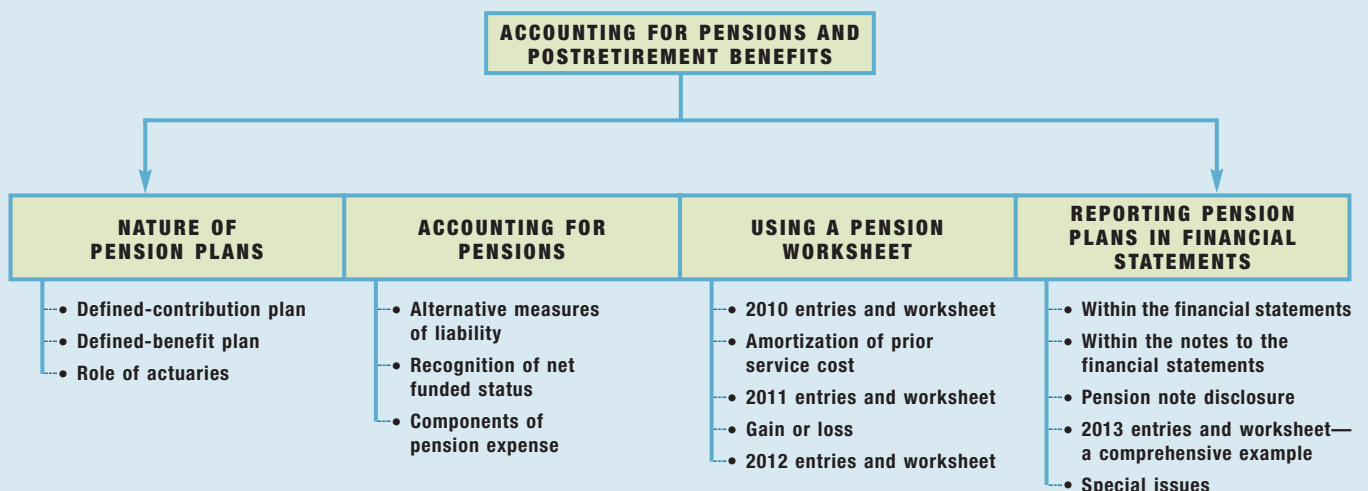 ACCOUNTING FOR PENSIONS AND
POSTRETIREMENT BENEFITS
NATURE OF
PENSION PLANS
• Defined-contribution plan
• Defined-benefit plan
• Role of actuaries
ACCOUNTING FOR
PENSIONS
• Alternative measures
of liability
• Recognition of net
funded status
• Components of
pension expense
USING A PENSION
WORKSHEET
• 2010 entries and worksheet
• Amortization of prior
service cost
• 2011 entries and worksheet
• Gain or loss
• 2012 entries and worksheet
REPORTING PENSION
PLANS IN FINANCIAL
STATEMENTS
• Within the financial statements
• Within the notes to the
financial statements
• Pension note disclosure
• 2013 entries and worksheet—
a comprehensive example
• Special issues